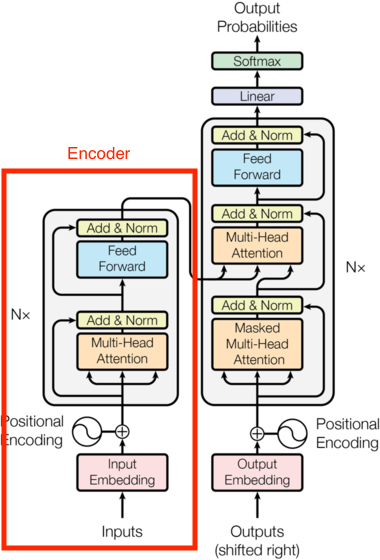 Output
Probabilities
Softmax
Linear
Add & Norm
Feed
Forward
Add & Norm
Multi-Head
Attention
Nx
Add & Norm
Masked
Multi-Head
Attention
Positional
Encoding
Output
Embedding
Outputs
(shifted right)
Encoder
Add & Norm
Feed
Forward
Nx
Add & Norm
Multi-Head
Attention
Positional
Encoding
Input
Embedding
Inputs